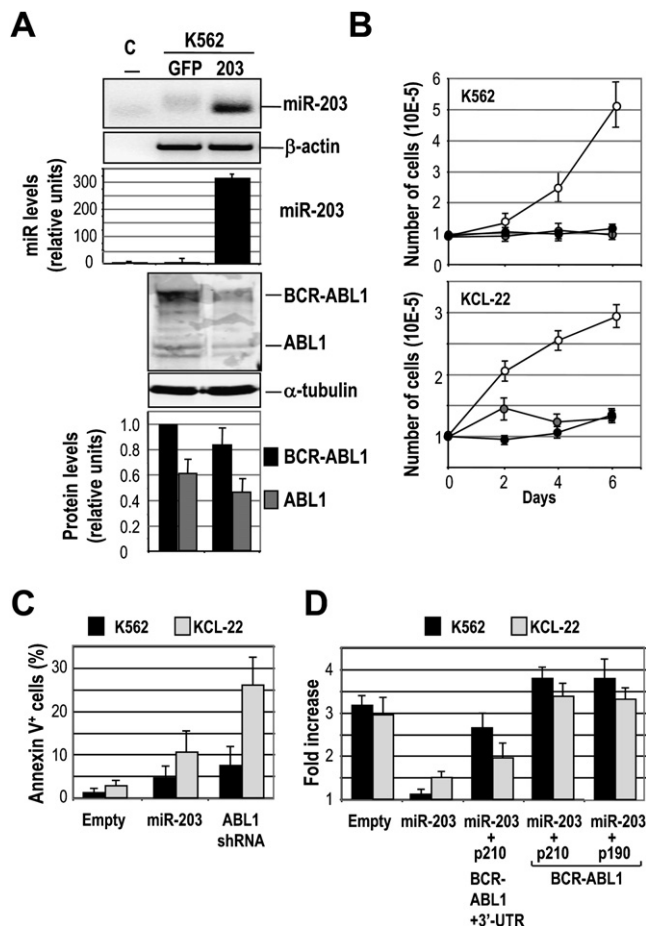 A
C
K562
—
GFP
203
miR-203
β-actin
miR levels
(relative units)
300
200
100
0
miR-203
BCR-ABL1
ABL1
α-tubulin
Protein levels
(relative units)
1.0
0.8
0.6
0.4
0.2
0
BCR-ABL1
ABL1
B
Number of cells (10E-5)
6
5
4
3
2
1
0
K562
Number of cells (10E-5)
3
2
1
KCL-22
0
2
4
6
Days
C
K562
KCL-22
Annexin V⁺ cells (%)
30
20
10
0
Empty
miR-203
ABL1
shRNA
D
K562
KCL-22
Fold increase
4
3
2
1
Empty
miR-203
miR-203
+
p210
BCR-
ABL1
+3'-UTR
miR-203
+
p210
miR-203
+
p190
BCR-ABL1